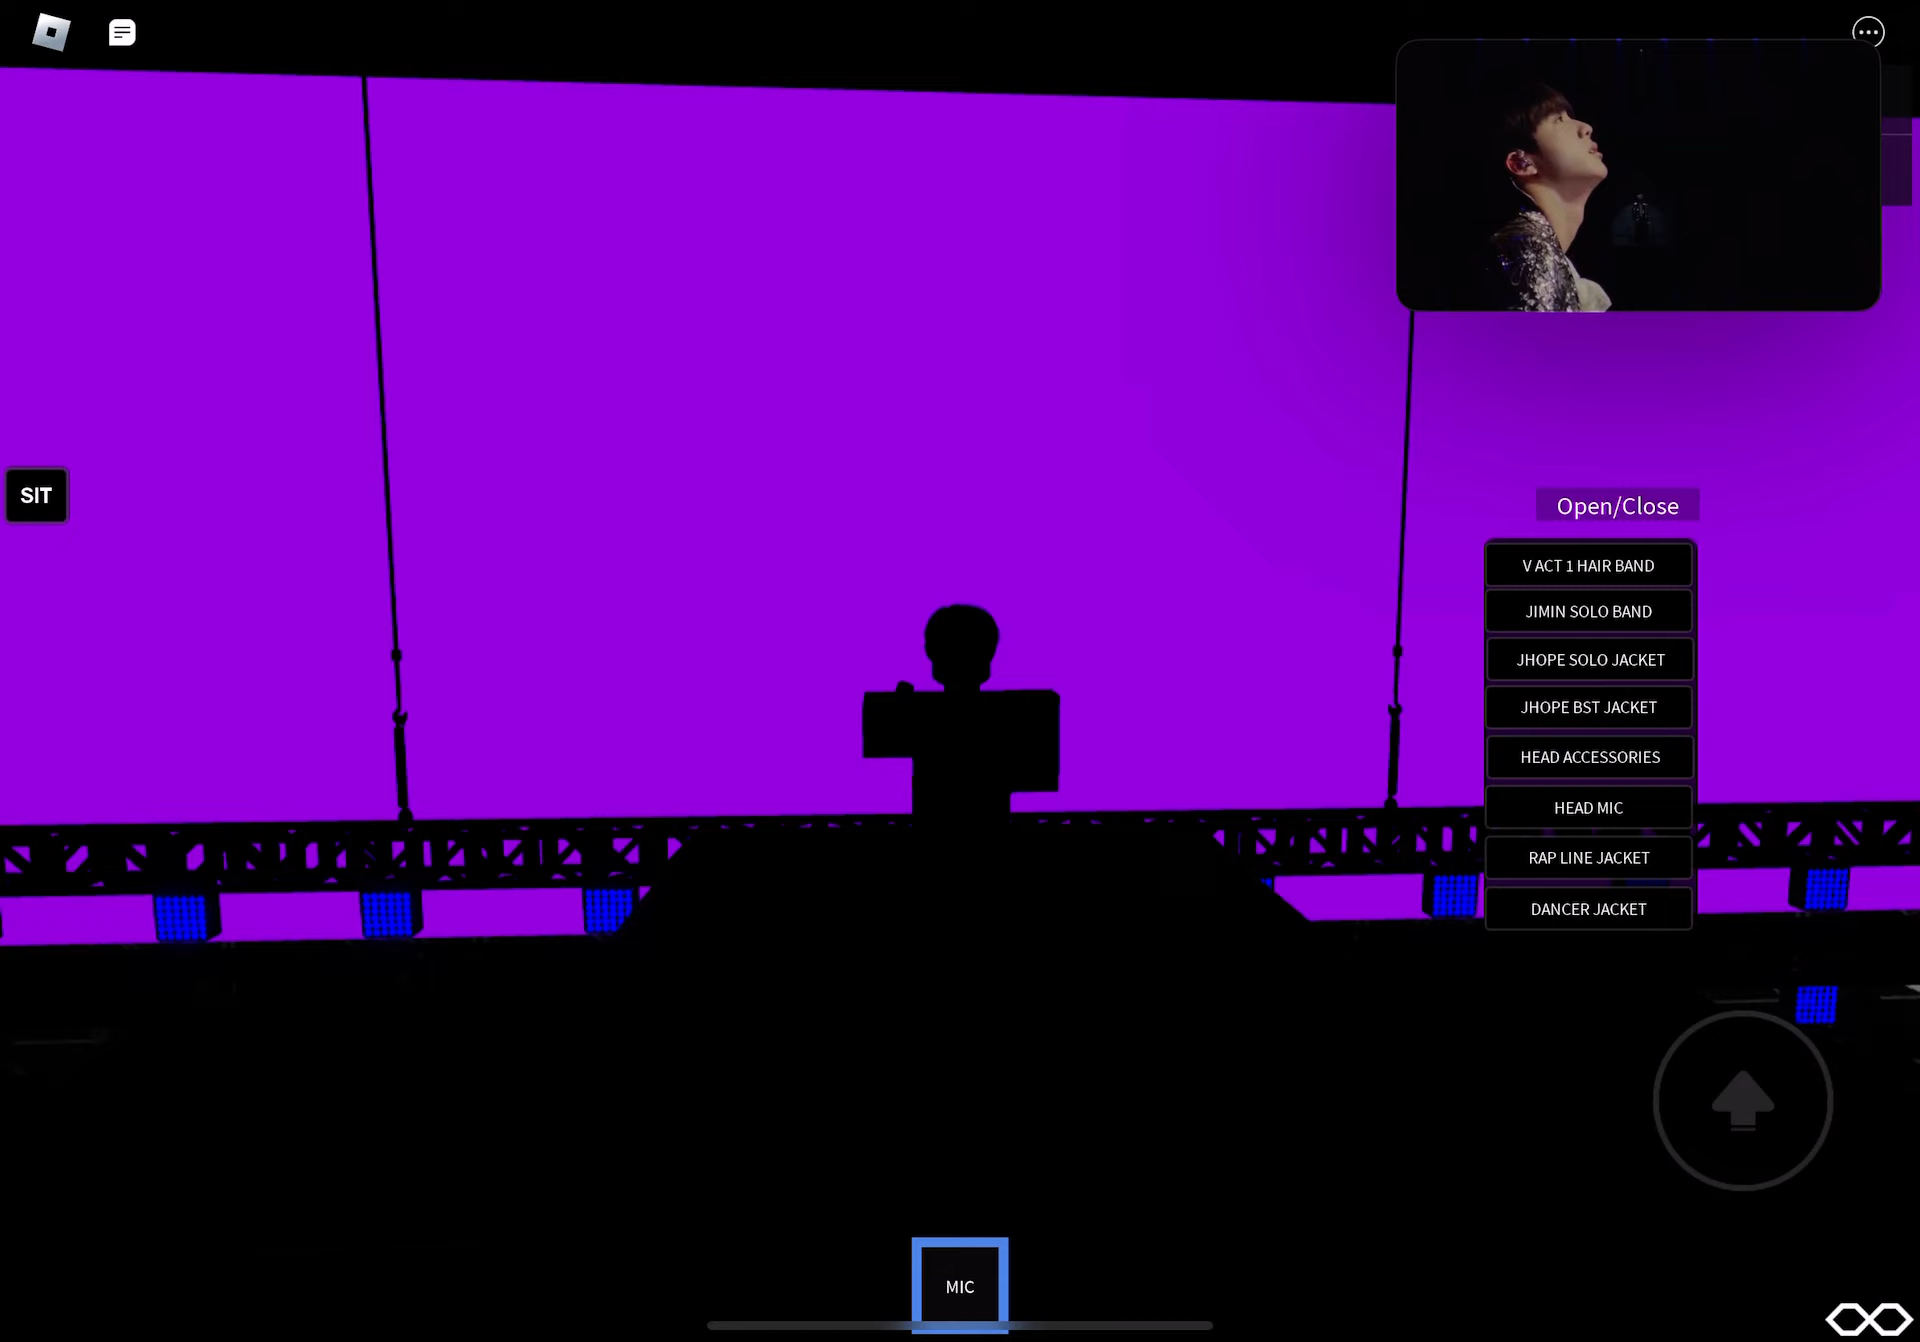 SIT
Open/Close
V ACT 1 HAIR BAND
JIMIN SOLO BAND
JHOPE SOLO JACKET
JHOPE BST JACKET
HEAD ACCESSORIES
HEAD MIC
RAP LINE JACKET
DANCER JACKET
MIC